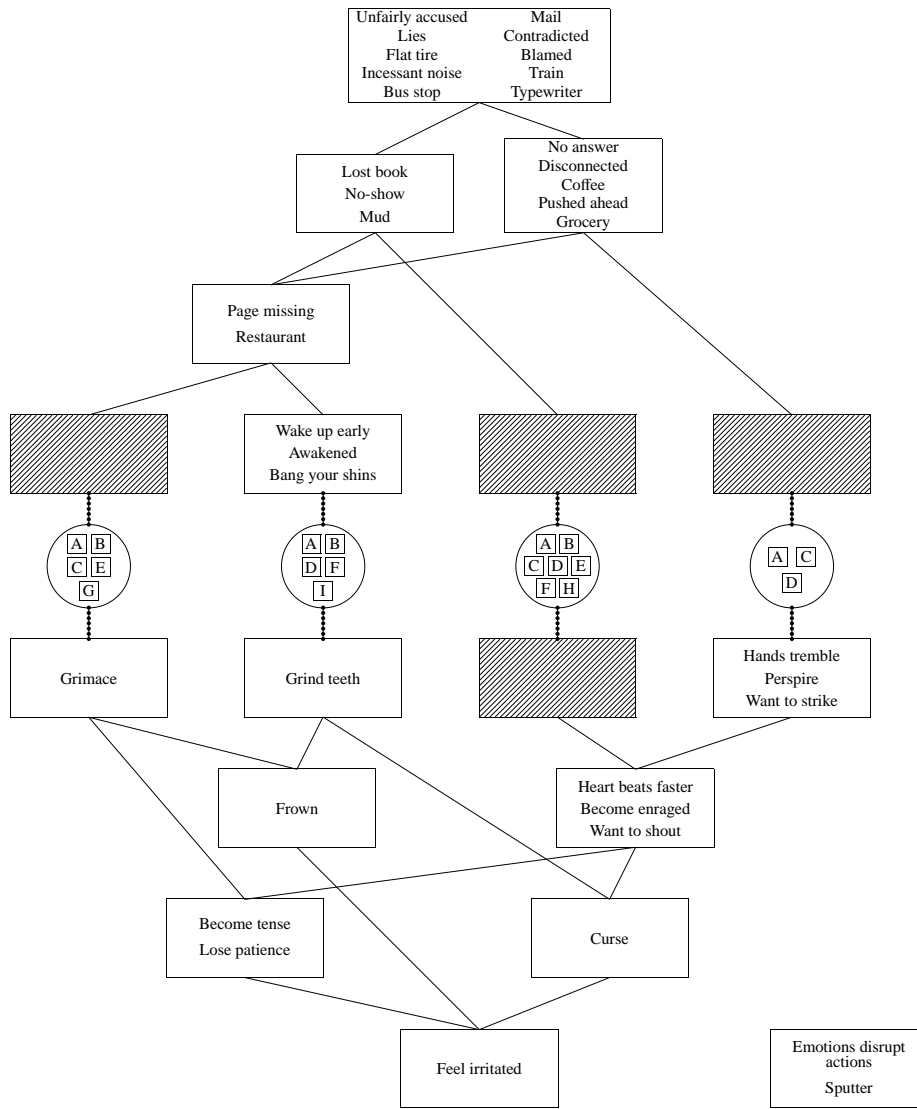 Unfairly accused
Lies
Flat tire
Incessant noise
Bus stop
Mail
Contradicted
Blamed
Train
Typewriter
Lost book
No-show
Mud
No answer
Disconnected
Coffee
Pushed ahead
Grocery
Page missing
Restaurant
Wake up early
Awakened
Bang your shins
A B
C E
G
A B
D F
I
A B
C D E
F H
A C
D
Grimace
Grind teeth
Hands tremble
Perspire
Want to strike
Frown
Heart beats faster
Become enraged
Want to shout
Become tense
Lose patience
Curse
Feel irritated
Emotions disrupt
actions
Sputter